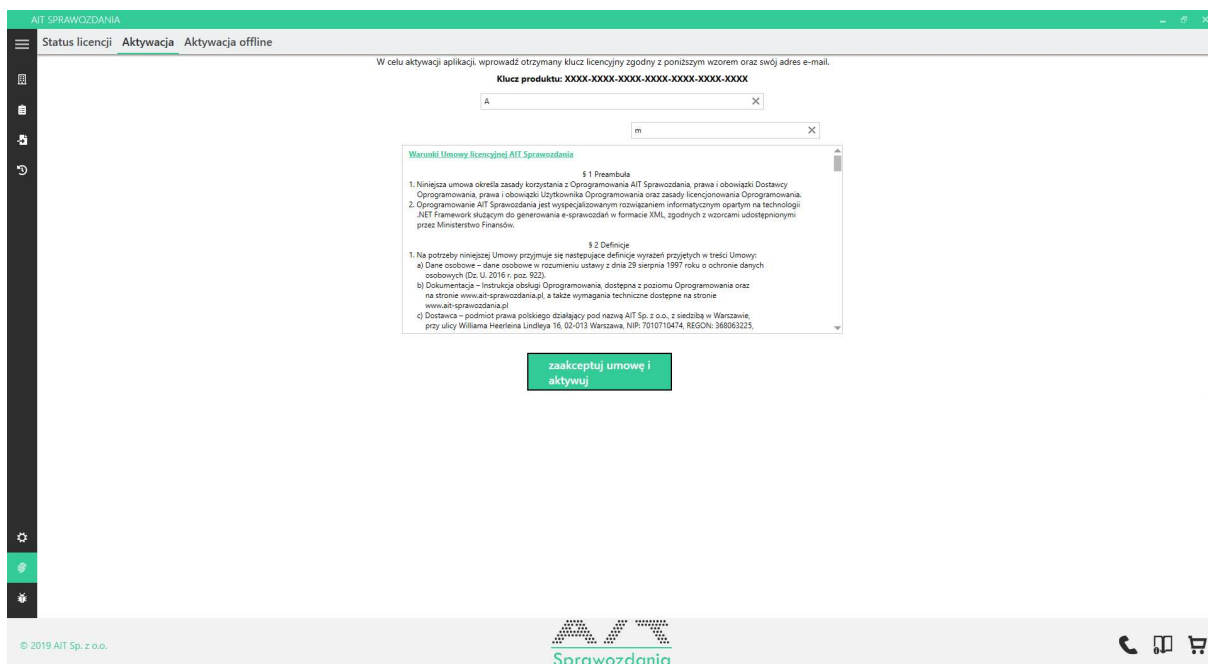 AIT SPRAWOZDANIA
Status licencji Aktywacja Aktywacja offline
W celu aktywacji aplikacji, wprowadź otrzymany klucz licencyjny zgodny z poniższym wzorem oraz swój adres e-mail.
Klucz produktu: XXXX-XXXX-XXXX-XXXX-XXXX-XXXX-XXXX
A
m
Warunki Umowy licencyjnej AIT Sprawozdania
§ 1 Preambuła
1. Niniejsza umowa określa zasady korzystania z Oprogramowania AIT Sprawozdania, prawa i obowiązki Dostawcy
Oprogramowania, prawa i obowiązki Użytkownika Oprogramowania oraz zasady licencjonowania Oprogramowania.
2. Oprogramowanie AIT Sprawozdania jest wyspecjalizowanym rozwiązaniem informatycznym opartym na technologii
.NET Framework służącym do generowania e-sprawozdań w formacie XML, zgodnych z wzorcami udostępnionymi
przez Ministerstwo Finansów.
§ 2 Definicje
1. Na potrzeby niniejszej Umowy przyjmuje się następujące definicje wyrażeń przyjętych w treści Umowy:
a) Dane osobowe – dane osobowe w rozumieniu ustawy z dnia 29 sierpnia 1997 roku o ochronie danych
osobowych (Dz. U. 2016 r. poz. 922).
b) Dokumentacja – Instrukcja obsługi Oprogramowania, dostępna z poziomu Oprogramowania oraz
na stronie www.ait-sprawozdania.pl, a także wymagania techniczne dostępne na stronie
www.ait-sprawozdania.pl
c) Dostawca – podmiot prawa polskiego działający pod nazwą AIT Sp. z o.o., z siedzibą w Warszawie,
przy ulicy Williama Heerleina Lindleya 16, 02-013 Warszawa, NIP: 7010710474, REGON: 368063225,
zaakceptuj umowę i
aktywuj
© 2019 AIT Sp. z o.o.
AIT
Sprawozdania